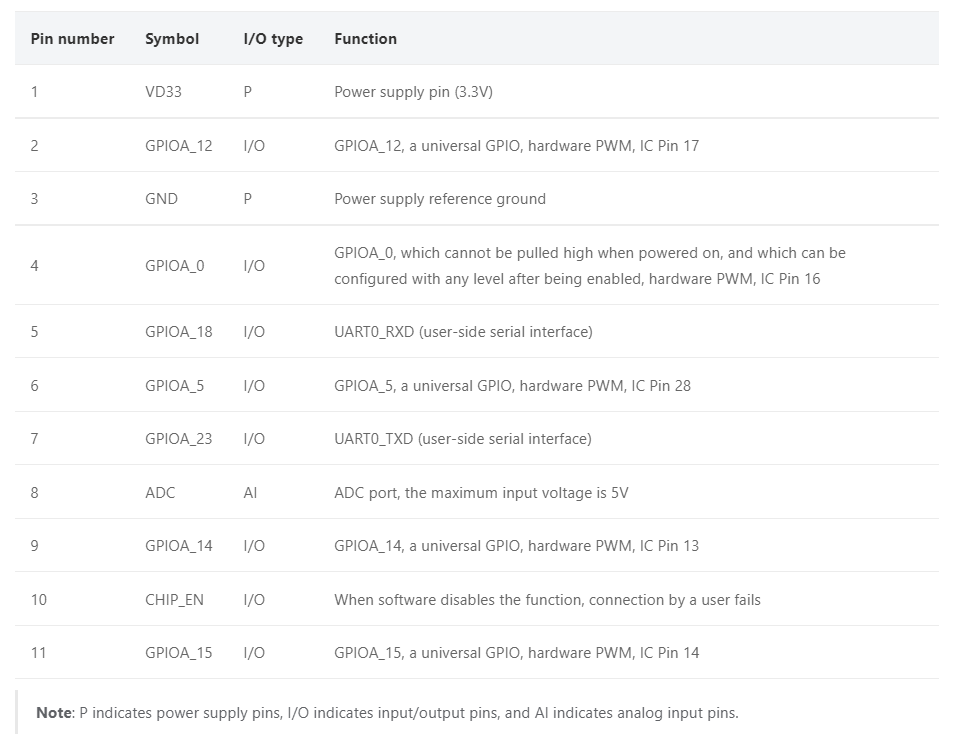 Pin number Symbol I/O type Function
1 VD33 P Power supply pin (3.3V)
2 GPIOA_12 I/O GPIOA_12, a universal GPIO, hardware PWM, IC Pin 17
3 GND P Power supply reference ground
4 GPIOA_0 I/O GPIOA_0, which cannot be pulled high when powered on, and which can be
configured with any level after being enabled, hardware PWM, IC Pin 16
5 GPIOA_18 I/O UART0_RXD (user-side serial interface)
6 GPIOA_5 I/O GPIOA_5, a universal GPIO, hardware PWM, IC Pin 28
7 GPIOA_23 I/O UART0_TXD (user-side serial interface)
8 ADC AI ADC port, the maximum input voltage is 5V
9 GPIOA_14 I/O GPIOA_14, a universal GPIO, hardware PWM, IC Pin 13
10 CHIP_EN I/O When software disables the function, connection by a user fails
11 GPIOA_15 I/O GPIOA_15, a universal GPIO, hardware PWM, IC Pin 14
Note: P indicates power supply pins, I/O indicates input/output pins, and AI indicates analog input pins.